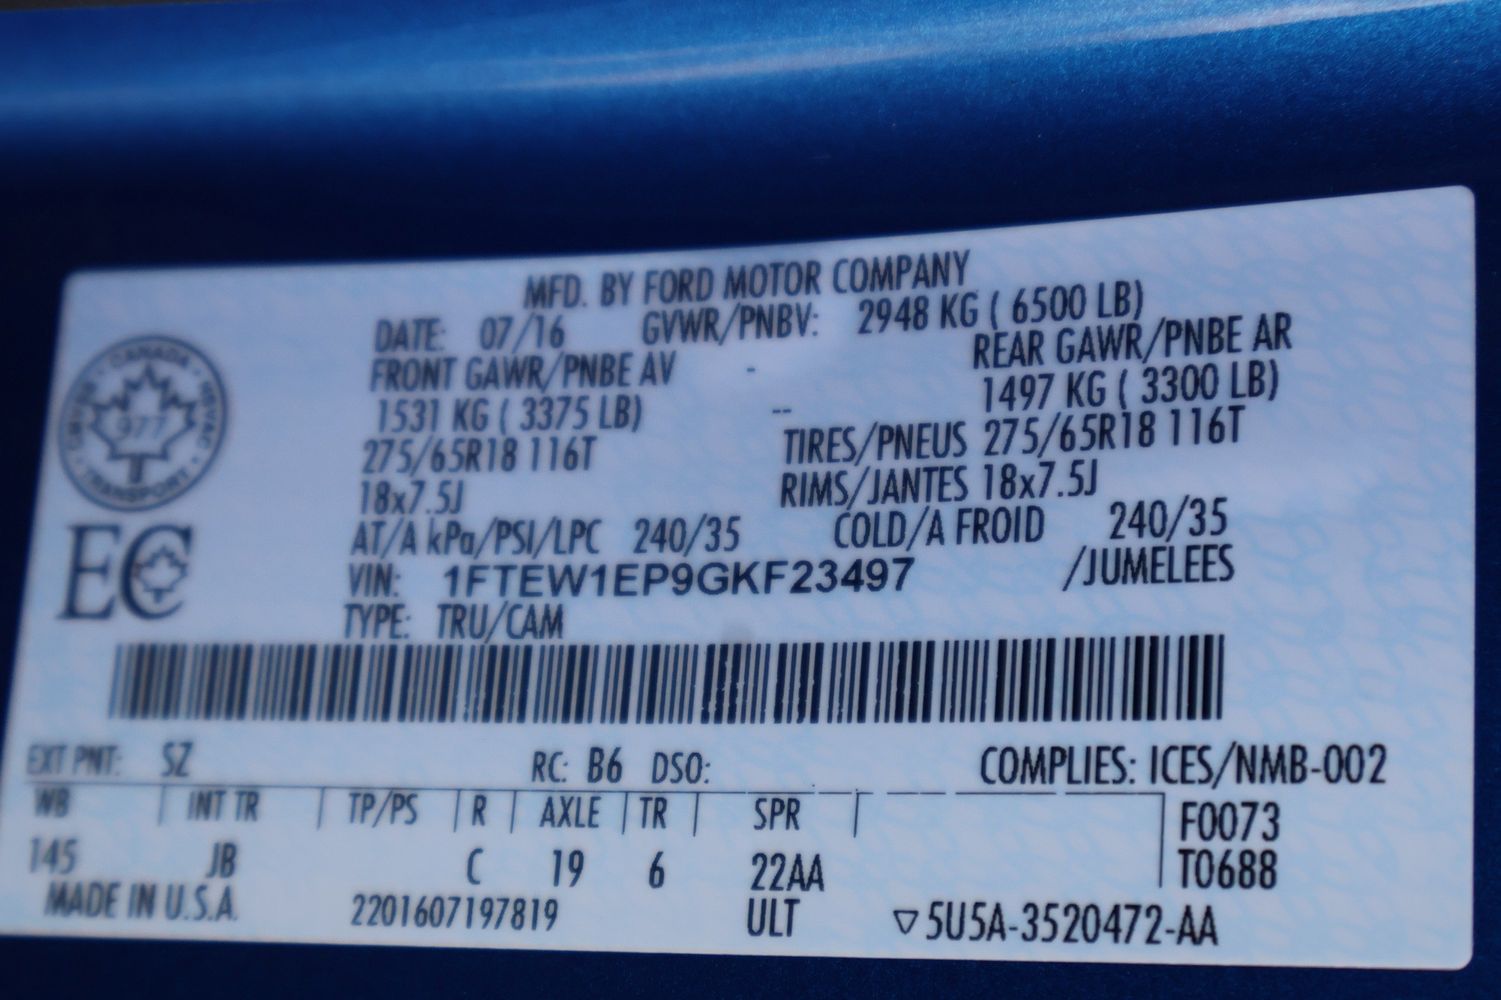 MFD. BY FORD MOTOR COMPANY
DATE: 07/16 GVWR/PNBV: 2948 KG ( 6500 LB)
FRONT GAWR/PNBE AV - REAR GAWR/PNBE AR
1531 KG ( 3375 LB) -- 1497 KG ( 3300 LB)
275/65R18 116T TIRES/PNEUS 275/65R18 116T
18x7.5J RIMS/JANTES 18x7.5J
AT/A kPa/PSI/LPC 240/35 COLD/A FROID 240/35
VIN: 1FTEW1EP9GKF23497 /JUMELEES
TYPE: TRU/CAM
CANADA
977
TRANSPORT
EC
EXT PNT: SZ RC: B6 DSO: COMPLIES: ICES/NMB-002
WB | INT TR | TP/PS | R | AXLE | TR | SPR | F0073
145 JB C 19 6 22AA T0688
MADE IN U.S.A. 2201607197819 ULT ▽5U5A-3520472-AA